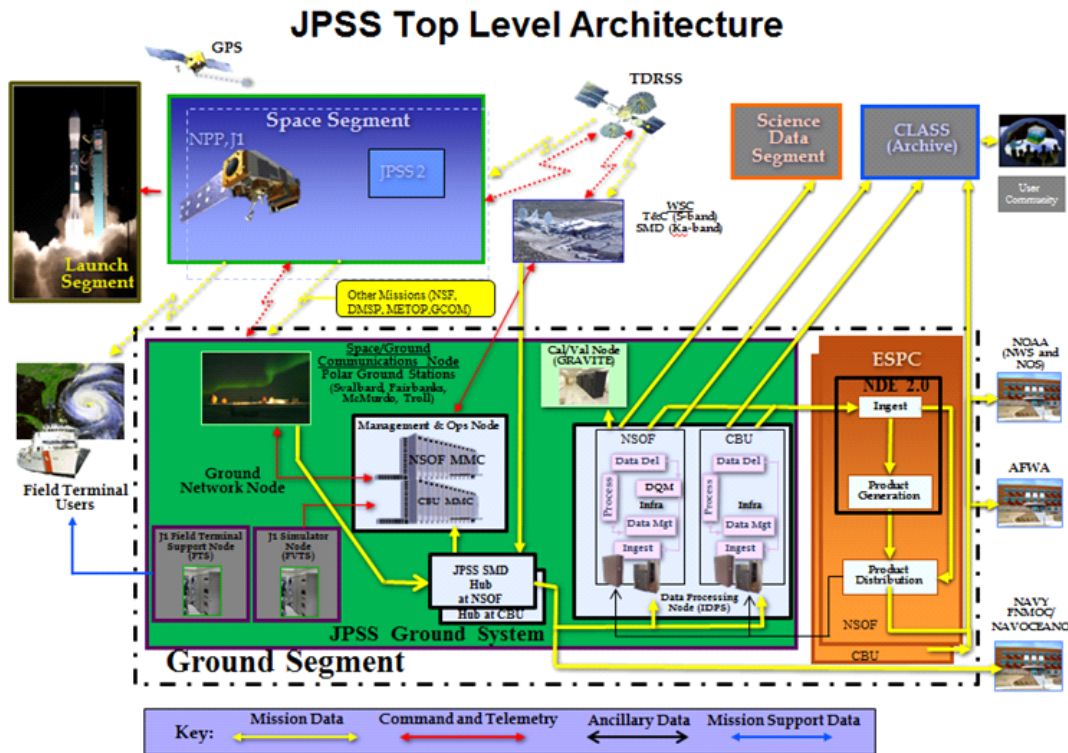 JPSS Top Level Architecture
GPS
TDRSS
Space Segment
NPP, J1
JPSS 2
Launch
Segment
Science
Data
Segment
CLASS
(Archive)
User
Community
WSC
T&C (S-band)
SMD (Ka-band)
Other Missions (NSF,
DMSP, METOP,GCOM)
Space/Ground
Communications Node
Polar Ground Stations
(Svalbard, Fairbanks,
McMurdo, Troll)
Cal/Val Node
(GRAVITE)
ESPC
NDE 2.0
Ingest
Product
Generation
Product
Distribution
NSOF
CBU
NOAA
(NWS and
NOS)
AFWA
NAVY
FNMOC/
NAVOCEANO
Management & Ops Node
NSOF MMC
CBU MMC
Ground
Network Node
Field Terminal
Users
J1 Field Terminal
Support Node
(FTS)
J1 Simulator
Node
(FVTS)
JPSS SMD
Hub
at NSOF
Hub at CBU
NSOF
Data Del
Process
DQM
Infra
Data Mgt
Ingest
CBU
Data Del
Process
Infra
Data Mgt
Ingest
Data Processing
Node (IDPS)
JPSS Ground System
Ground Segment
Key:
Mission Data
Command and Telemetry
Ancillary Data
Mission Support Data